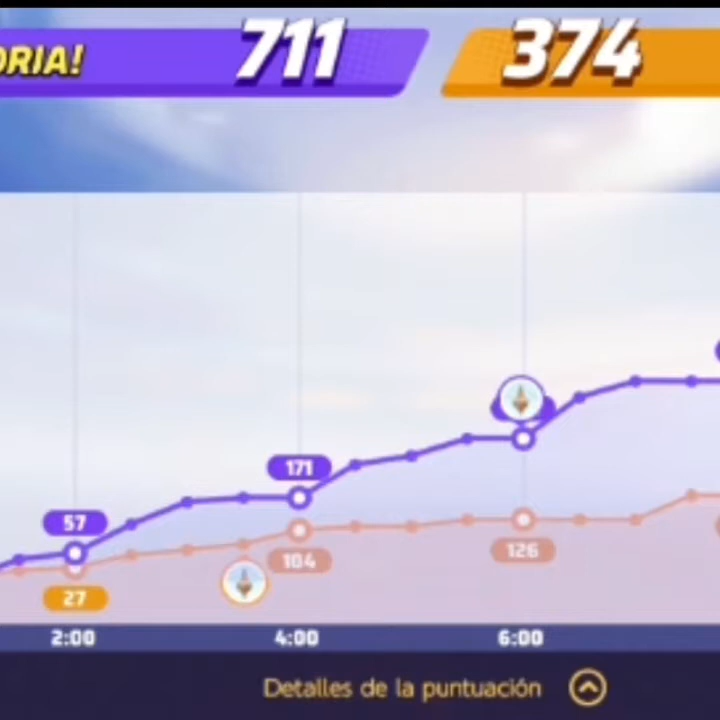 ORIA! 711 374
171
57
104
126
27
2:00 4:00 6:00
Detalles de la puntuación